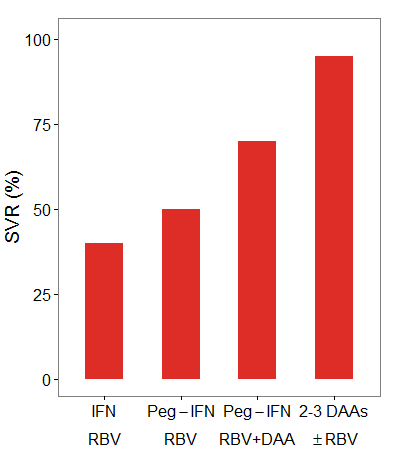 SVR (%)
100
75
50
25
0
IFN Peg – IFN Peg – IFN 2-3 DAAs
RBV RBV RBV+DAA ± RBV